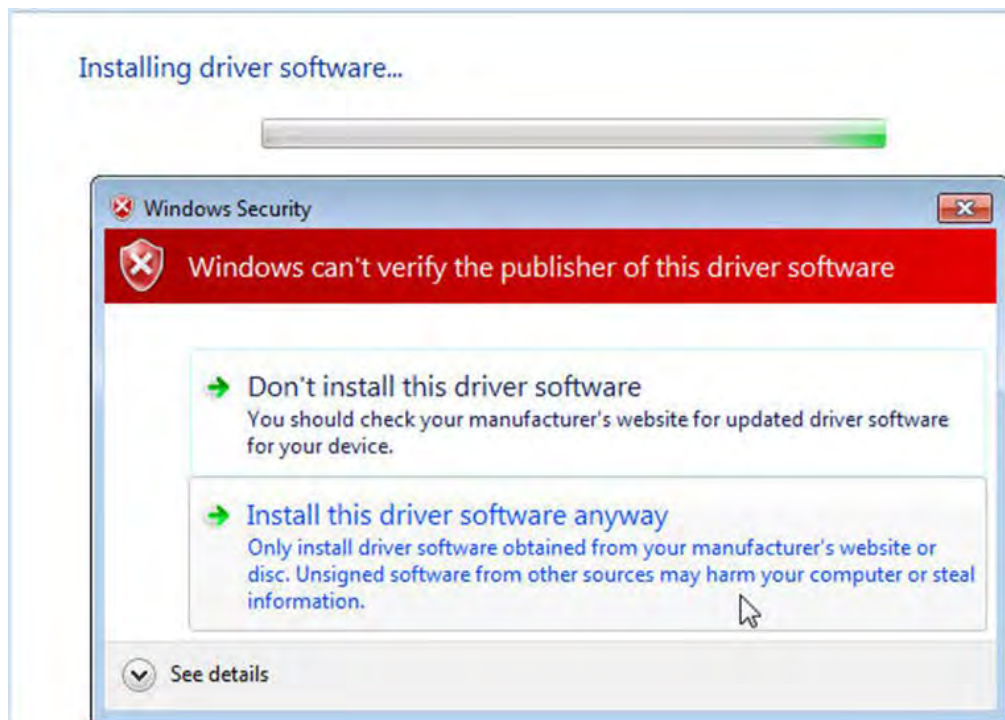 Installing driver software...
Windows Security
Windows can't verify the publisher of this driver software
Don't install this driver software
You should check your manufacturer's website for updated driver software
for your device.
Install this driver software anyway
Only install driver software obtained from your manufacturer's website or
disc. Unsigned software from other sources may harm your computer or steal
information.
See details